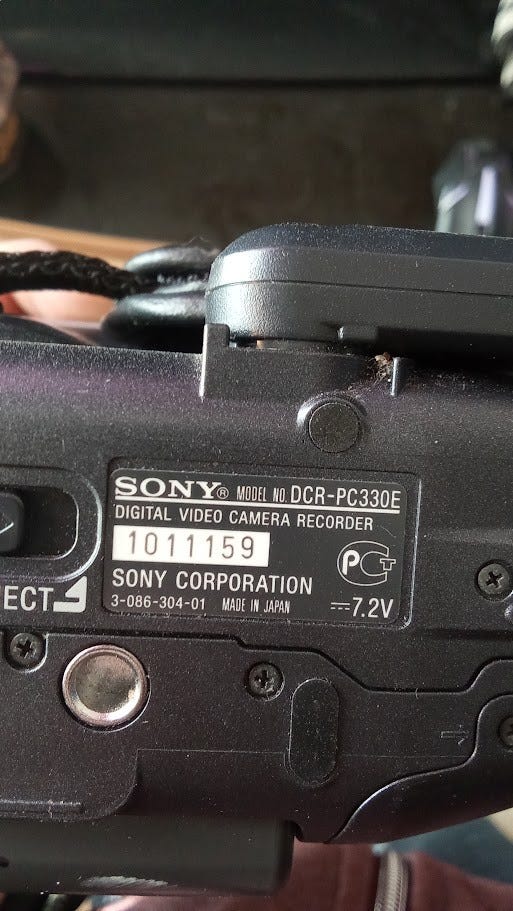 SONY® MODEL NO. DCR-PC330E
DIGITAL VIDEO CAMERA RECORDER
1011159
SONY CORPORATION
3-086-304-01 MADE IN JAPAN
7.2V
PCT
ECT